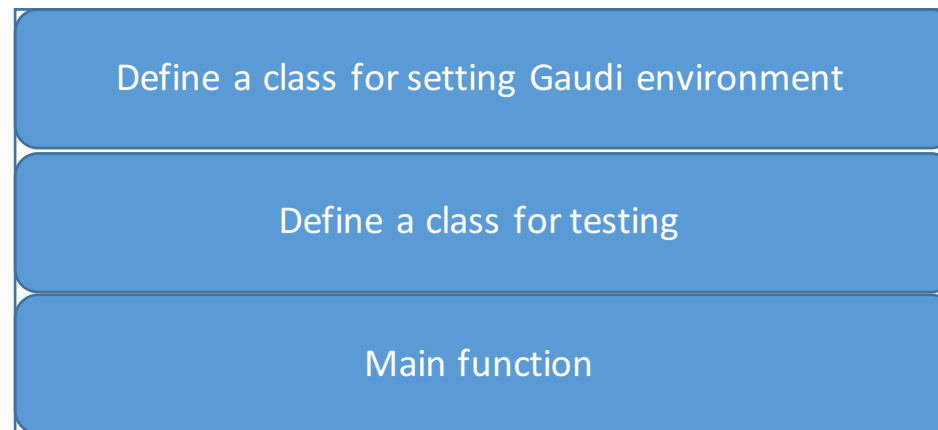 Define a class for setting Gaudi environment
Define a class for testing
Main function